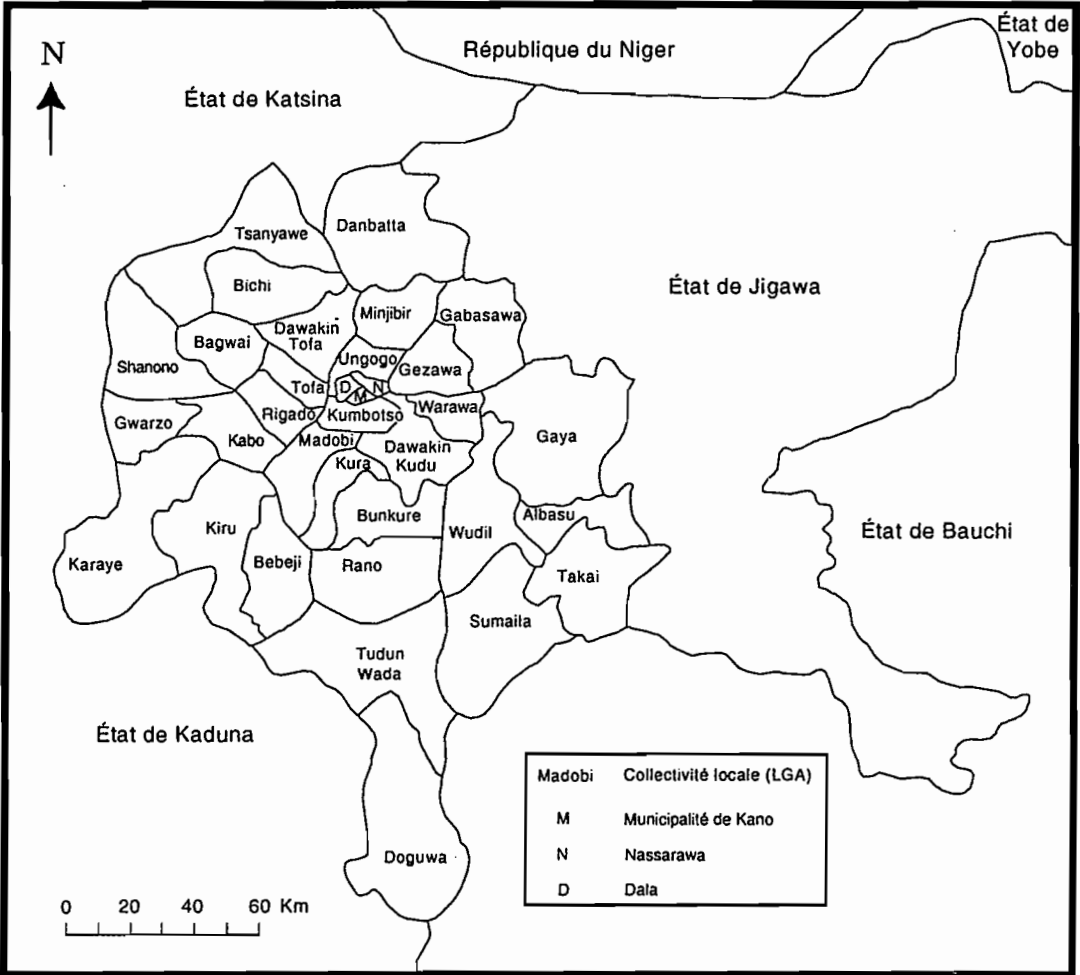 État de
Yobe
République du Niger
N
État de Katsina
Danbatta
Tsanyawe
Bichi
État de Jigawa
Minjibir
Gabasawa
Dawakin
Tofa
Bagwai
Ungogo
Gezawa
Shanono
Tofa
D
M
N
Warawa
Rigado
Kumbotso
Gwarzo
Kabo
Madobi
Dawakin
Kudu
Gaya
Kura
Bunkure
Albasu
Kiru
Wudil
État de Bauchi
Karaye
Bebeji
Rano
Takai
Sumaila
Tudun
Wada
État de Kaduna
Doguwa
Madobi Collectivité locale (LGA)
M Municipalité de Kano
N Nassarawa
D Dala
0 20 40 60 Km